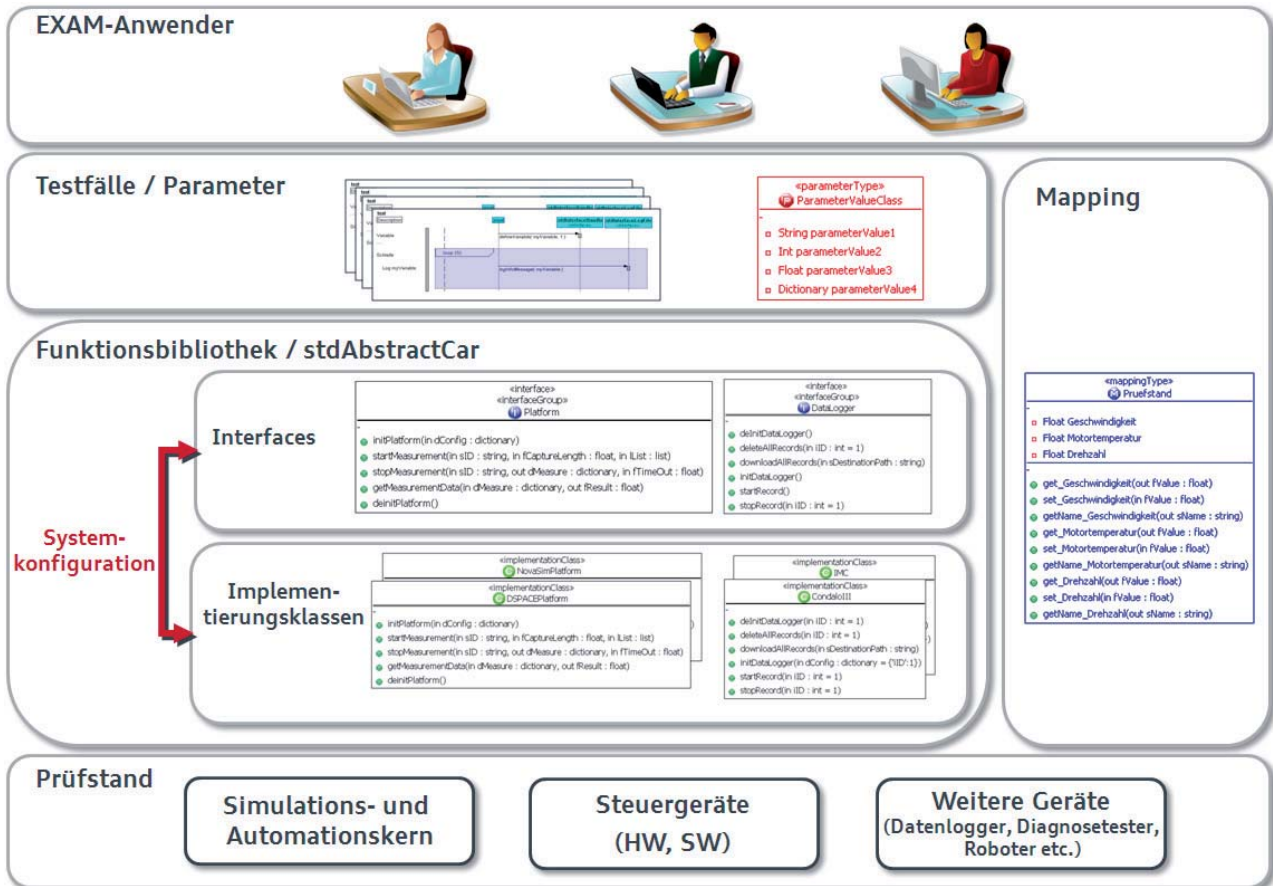 EXAM-Anwender
Testfälle / Parameter
test
test
test
test
Description
Variable
loop [5]
Log myVariable
«parameterType»
ParameterValueClass
String parameterValue1
Int parameterValue2
Float parameterValue3
Dictionary parameterValue4
Mapping
«mappingType»
Pruefstand
Float Geschwindigkeit
Float Motortemperatur
Float Drehzahl
get_Geschwindigkeit(out fValue : float)
set_Geschwindigkeit(in fValue : float)
getName_Geschwindigkeit(out sName : string)
get_Motortemperatur(out fValue : float)
set_Motortemperatur(in fValue : float)
getName_Motortemperatur(out sName : string)
get_Drehzahl(out fValue : float)
set_Drehzahl(in fValue : float)
getName_Drehzahl(out sName : string)
Funktionsbibliothek / stdAbstractCar
System-
konfiguration
Interfaces
«interface»
«interfaceGroup»
Platform
initPlatform(in dConfig : dictionary)
startMeasurement(in sID : string, in fCaptureLength : float, in lList : list)
stopMeasurement(in sID : string, out dMeasure : dictionary, in fTimeOut : float)
getMeasurementData(in dMeasure : dictionary, out fResult : float)
deinitPlatform()
«interface»
«interfaceGroup»
DataLogger
deInitDataLogger()
deleteAllRecords(in iID : int = 1)
downloadAllRecords(in sDestinationPath : string)
initDataLogger()
startRecord()
stopRecord(in iID : int = 1)
Implemen-
tierungsklassen
«implementationClass»
NovaSimPlatform
«implementationClass»
DSPACEPlatform
initPlatform(in dConfig : dictionary)
startMeasurement(in sID : string, in fCaptureLength : float, in lList : list)
stopMeasurement(in sID : string, out dMeasure : dictionary, in fTimeOut : float)
getMeasurementData(in dMeasure : dictionary, out fResult : float)
deinitPlatform()
«implementationClass»
IMC
«implementationClass»
CondaloIII
deInitDataLogger(in iID : int = 1)
deleteAllRecords(in iID : int = 1)
downloadAllRecords(in sDestinationPath : string)
initDataLogger(in dConfig : dictionary = {'iID':1})
startRecord(in iID : int = 1)
stopRecord(in iID : int = 1)
Prüfstand
Simulations- und
Automationskern
Steuergeräte
(HW, SW)
Weitere Geräte
(Datenlogger, Diagnosetester,
Roboter etc.)